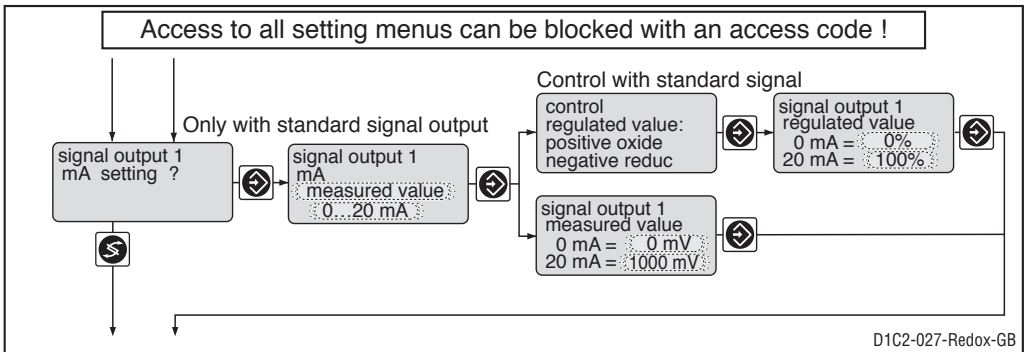 Access to all setting menus can be blocked with an access code !
Control with standard signal
Only with standard signal output
signal output 1
mA setting ?
signal output 1
mA
measured value
0...20 mA
control
regulated value:
positive oxide
negative reduc
signal output 1
regulated value
0 mA = 0%
20 mA = 100%
signal output 1
measured value
0 mA = 0 mV
20 mA = 1000 mV
D1C2-027-Redox-GB